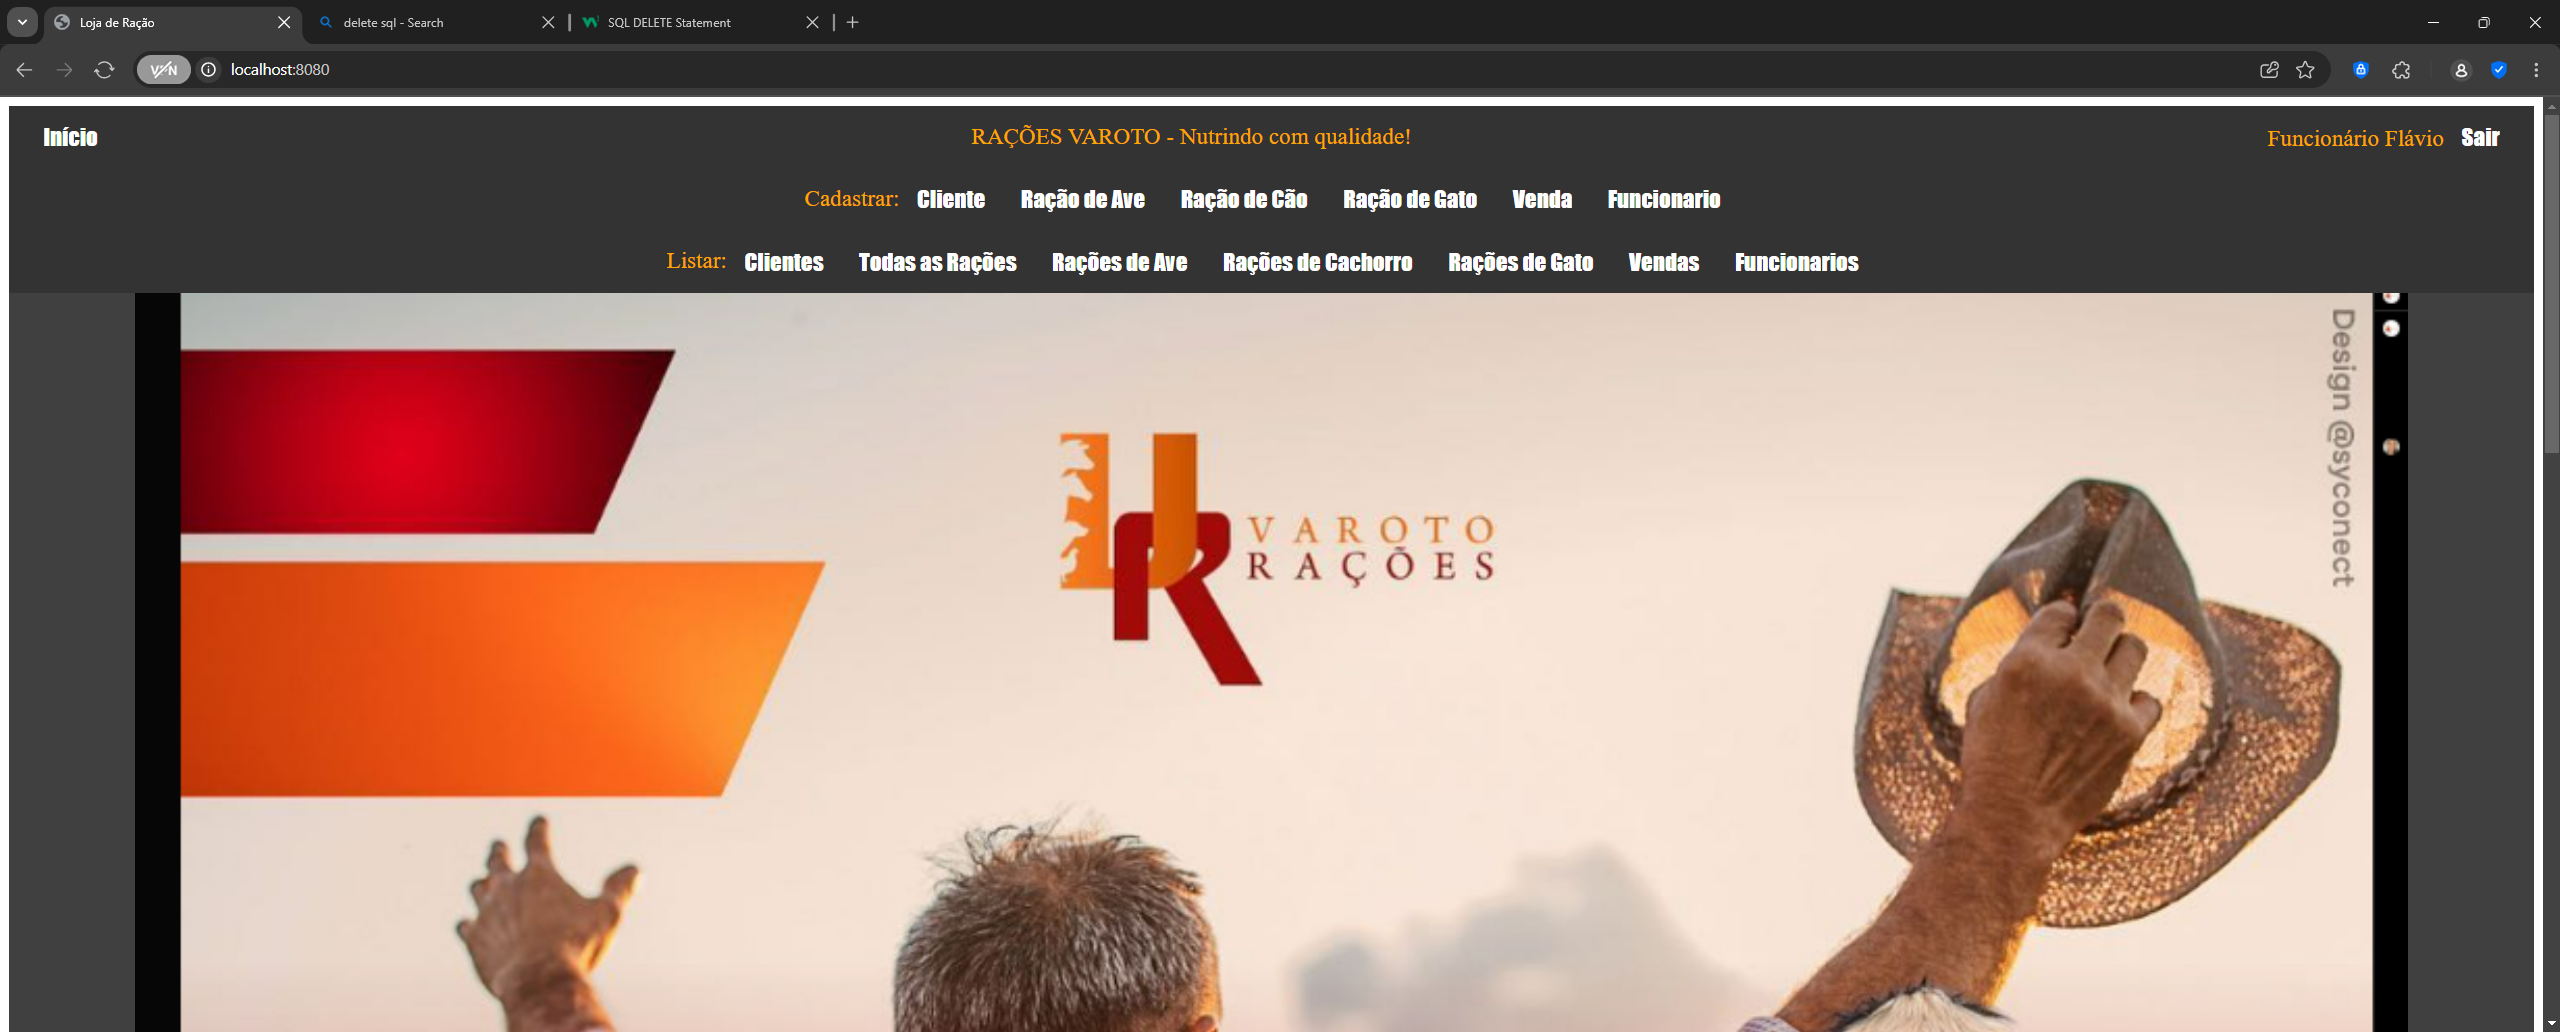 Loja de Ração
delete sql - Search
SQL DELETE Statement
VPN
localhost:8080
Início
RAÇÕES VAROTO - Nutrindo com qualidade!
Funcionário Flávio Sair
Cadastrar: Cliente Ração de Ave Ração de Cão Ração de Gato Venda Funcionario
Listar: Clientes Todas as Rações Rações de Ave Rações de Cachorro Rações de Gato Vendas Funcionarios
Design @syconect
VAROTO
RAÇÕES